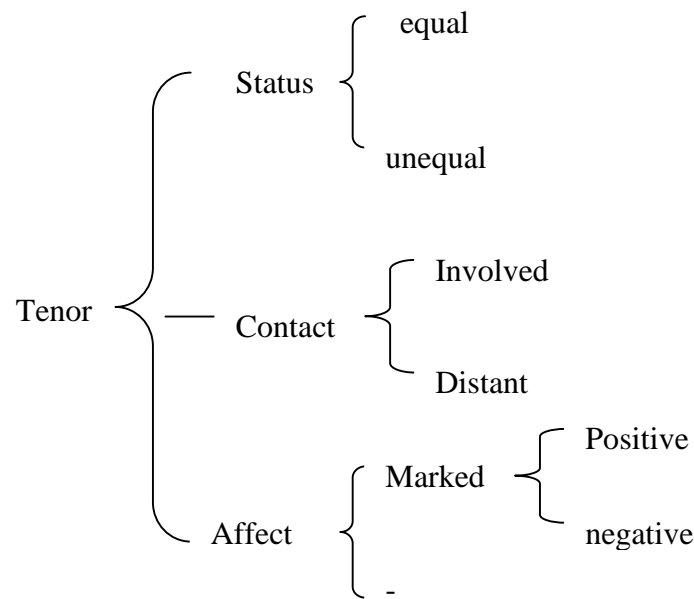 equal
Status
unequal
Involved
Tenor
Contact
Distant
Positive
Marked
Affect
negative
-